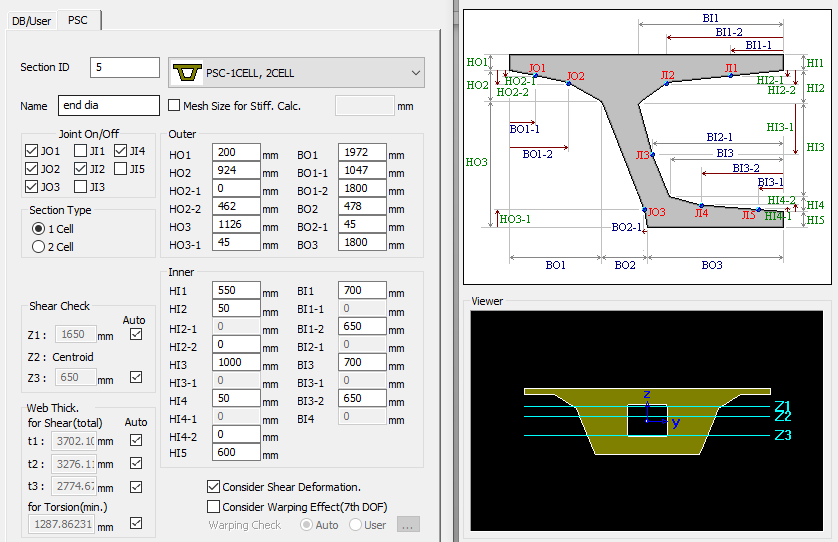 DB/User PSC
Section ID 5 PSC-1CELL, 2CELL
Name end dia Mesh Size for Stiff. Calc. mm
Joint On/Off
JO1 JI1 JI4
JO2 JI2 JI5
JO3 JI3
Section Type
1 Cell
2 Cell
Outer
HO1 200 mm BO1 1972 mm
HO2 924 mm BO1-1 1047 mm
HO2-1 0 mm BO1-2 1800 mm
HO2-2 462 mm BO2 478 mm
HO3 1126 mm BO2-1 45 mm
HO3-1 45 mm BO3 1800 mm
Inner
HI1 550 mm BI1 700 mm
HI2 50 mm BI1-1 0 mm
HI2-1 0 mm BI1-2 650 mm
HI2-2 0 mm BI2-1 0 mm
HI3 1000 mm BI3 700 mm
HI3-1 0 mm BI3-1 0 mm
HI4 50 mm BI3-2 650 mm
HI4-1 0 mm BI4 0 mm
HI4-2 0 mm
HI5 600 mm
Shear Check
Auto
Z1 : 1650 mm
Z2 : Centroid
Z3 : 650 mm
Web Thick.
for Shear(total) Auto
t1 : 3702.10 mm
t2 : mm
t3 : 2774.67 mm
for Torsion(min.)
1287.86231 mm
Consider Shear Deformation.
Consider Warping Effect(7th DOF)
Warping Check Auto User ...
BI1
BI1-2
BI1-1
HO1 JO1 JO2 JI2 JI1 HI1
HO2 HO2-1 HO2-2 HI2-1 HI2-2 HI2
BO1-1
BO1-2
HI3-1 HI3
BI2-1
JI3 BI3
BI3-2
BI3-1
HO3
HI4-2 HI4
HO3-1 JO3 JI4 JI5 HI4-1 HI5
BO2-1
BO1 BO2 BO3
Viewer
z
y
Z1
Z2
Z3